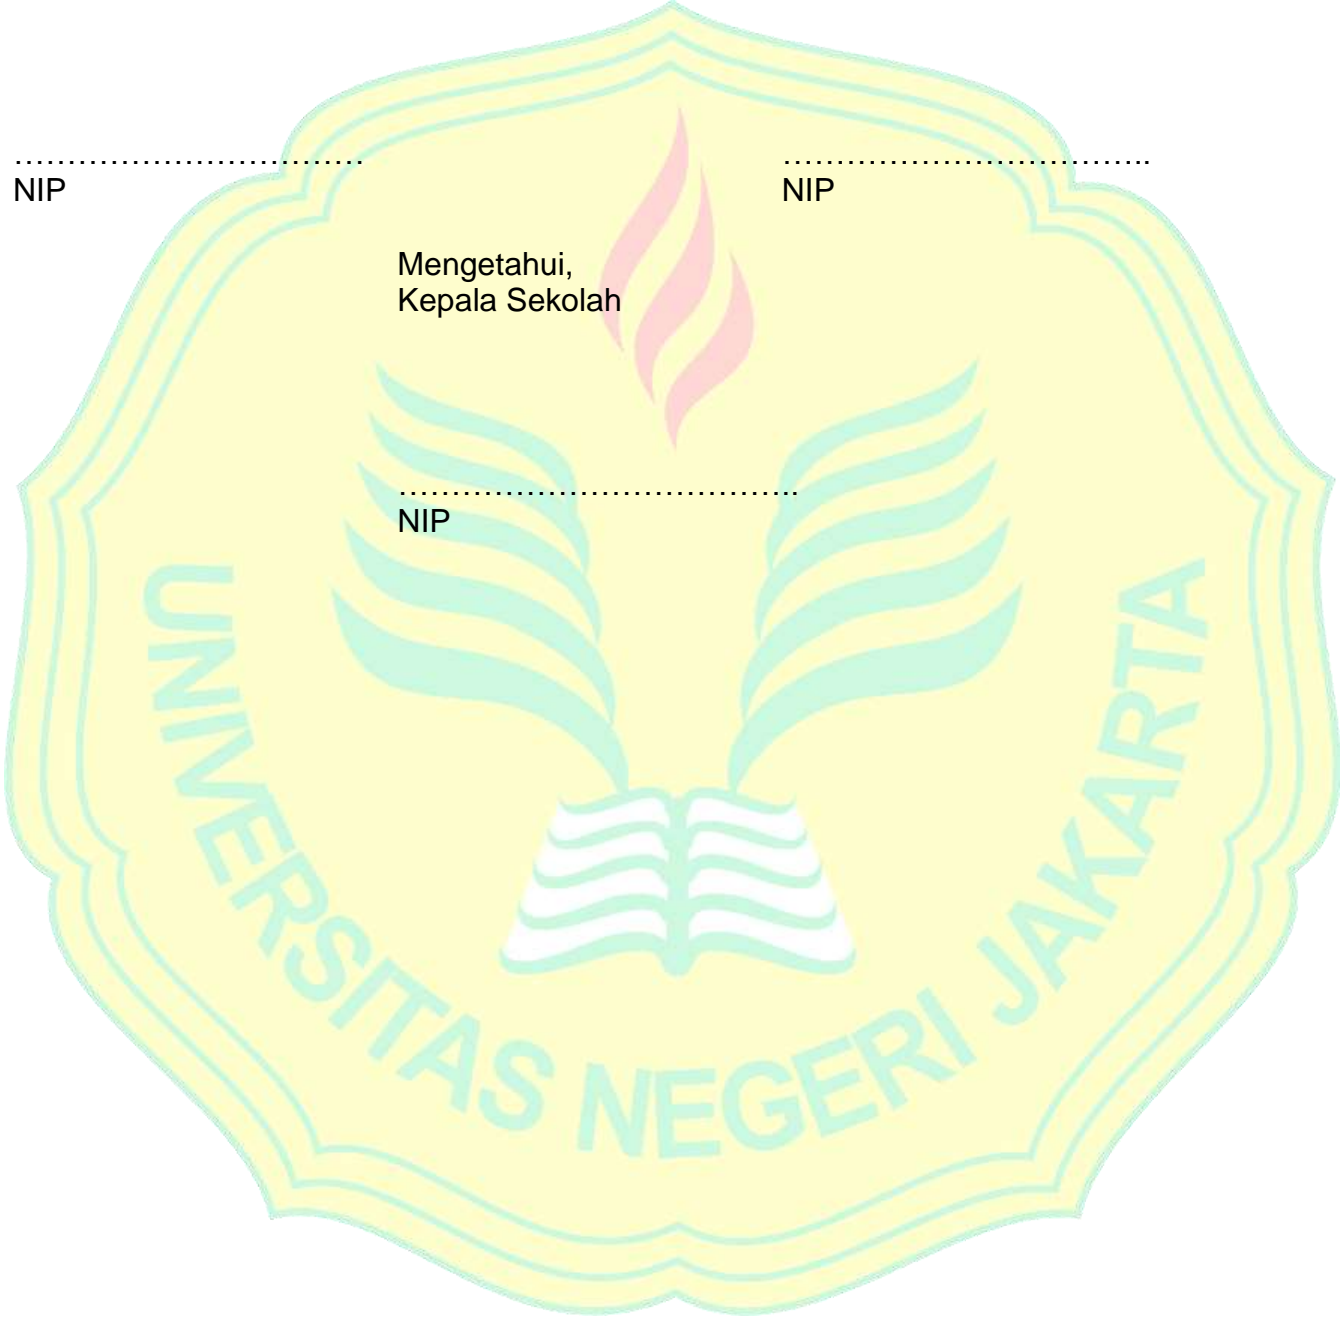 …………………………… ……………………………..
NIP NIP
Mengetahui,
Kepala Sekolah
………………………………..
NIP
UNIVERSITAS NEGERI JAKARTA